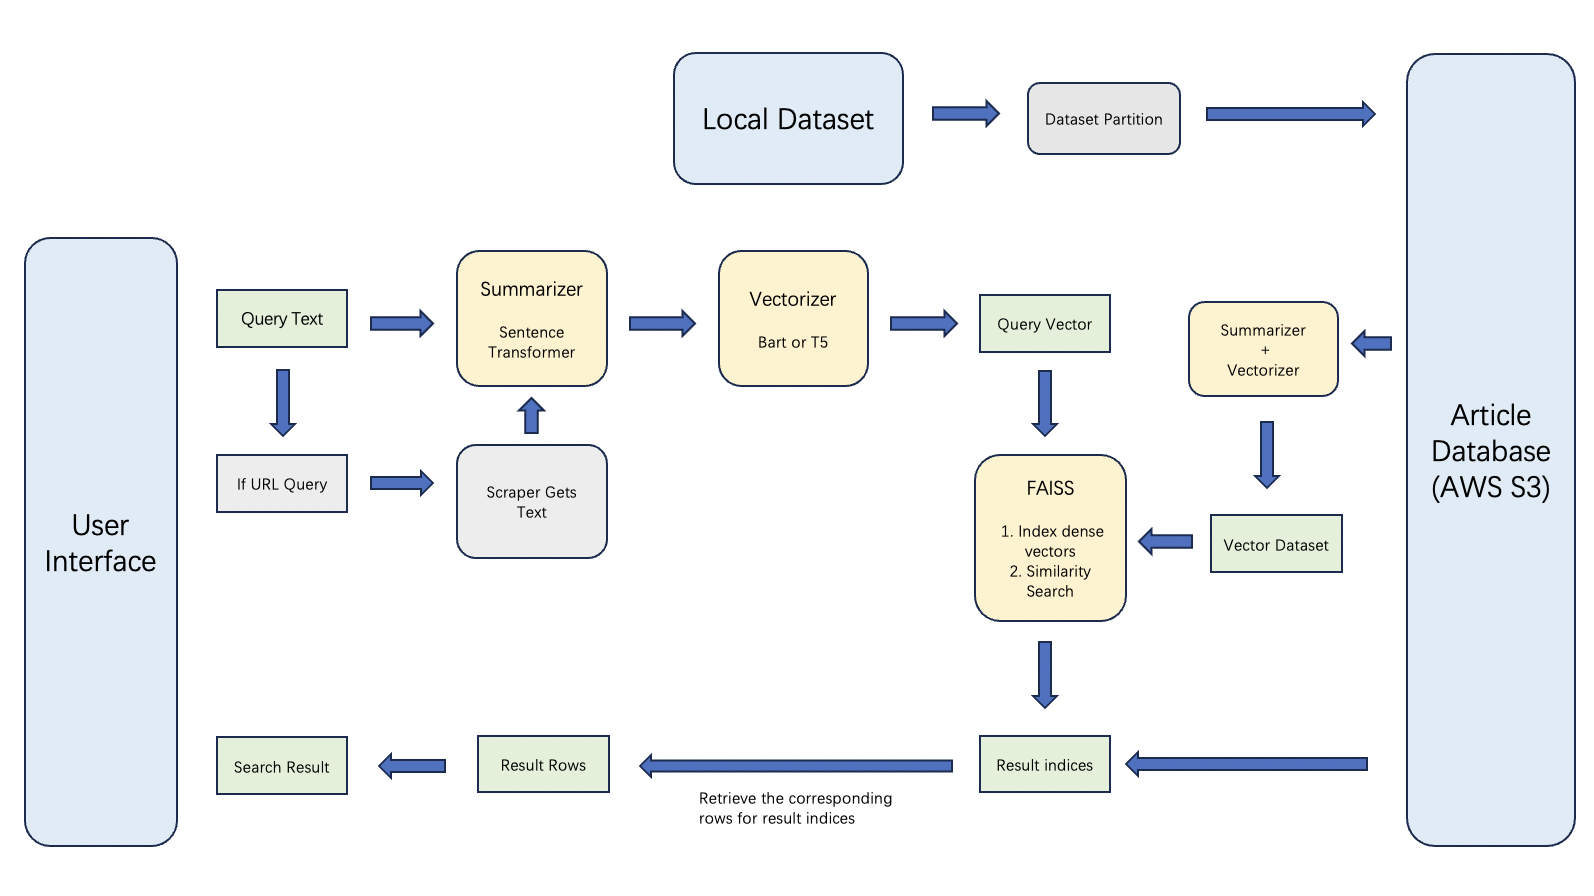 Local Dataset
Dataset Partition
User
Interface
Query Text
Summarizer
Sentence
Transformer
Vectorizer
Bart or T5
Query Vector
Summarizer
+
Vectorizer
Article
Database
(AWS S3)
If URL Query
Scraper Gets
Text
FAISS
1. Index dense
vectors
2. Similarity
Search
Vector Dataset
Search Result
Result Rows
Retrieve the corresponding
rows for result indices
Result indices